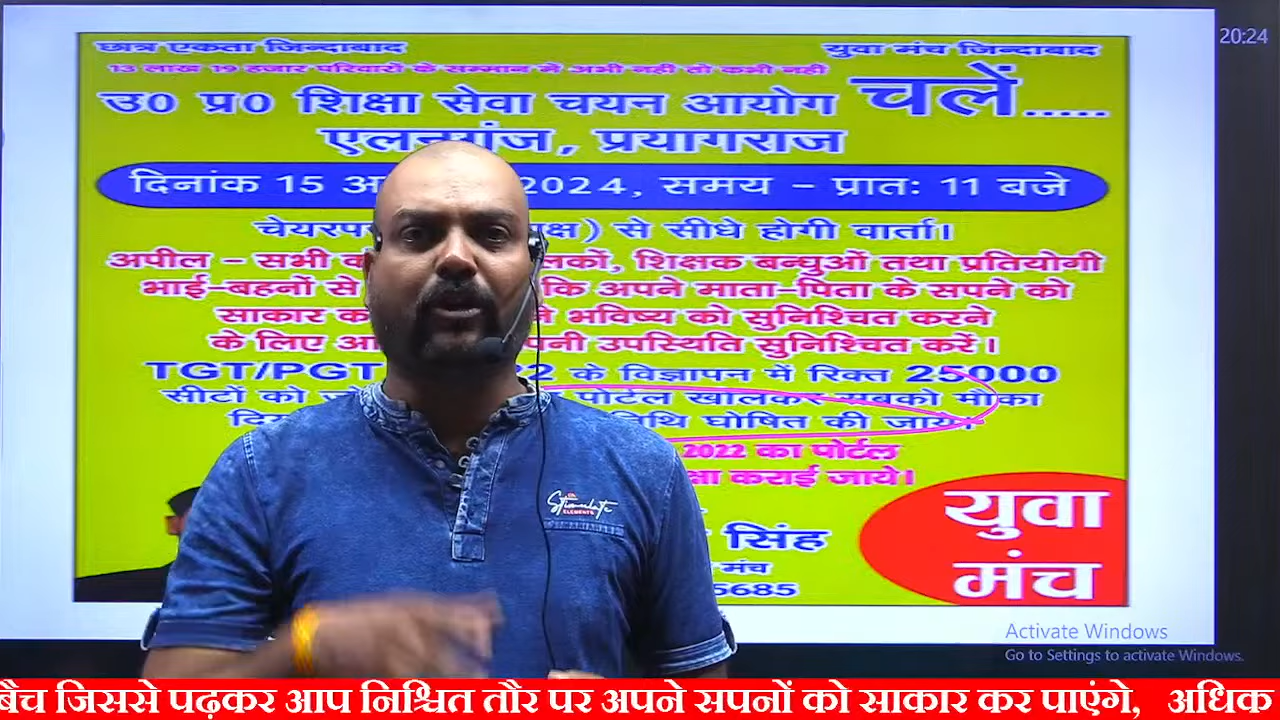 छात्र एकता जिन्दाबाद
युवा मंच जिन्दाबाद
20:24
13 लाख 19 हजार परिवारों के सम्मान में अभी नही तो कभी नही
उ0 प्र0 शिक्षा सेवा चयन आयोग चलें.....
एलनगंज, प्रयागराज
दिनांक 15 2024, समय - प्रातः 11 बजे
से सीधे होगी वार्ता।
अपील - सभी शिक्षक बन्धुओं तथा प्रतियोगी
भाई-बहनों से कि अपने माता-पिता के सपने को
साकार भविष्य को सुनिश्चित करने
के लिए उपस्थिति सुनिश्चित करें।
TGT/PGT के विज्ञापन में रिक्त 25000
सीटों को पोर्टल खोलकर सबको मौका
घोषित की जाये।
2022 का पोर्टल
कराई जाये।
सिंह
मंच
5685
युवा
मंच
Stimulate
ELEMENTS
Activate Windows
Go to Settings to activate Windows.
बैच जिससे पढ़कर आप निश्चित तौर पर अपने सपनों को साकार कर पाएंगे, अधिक